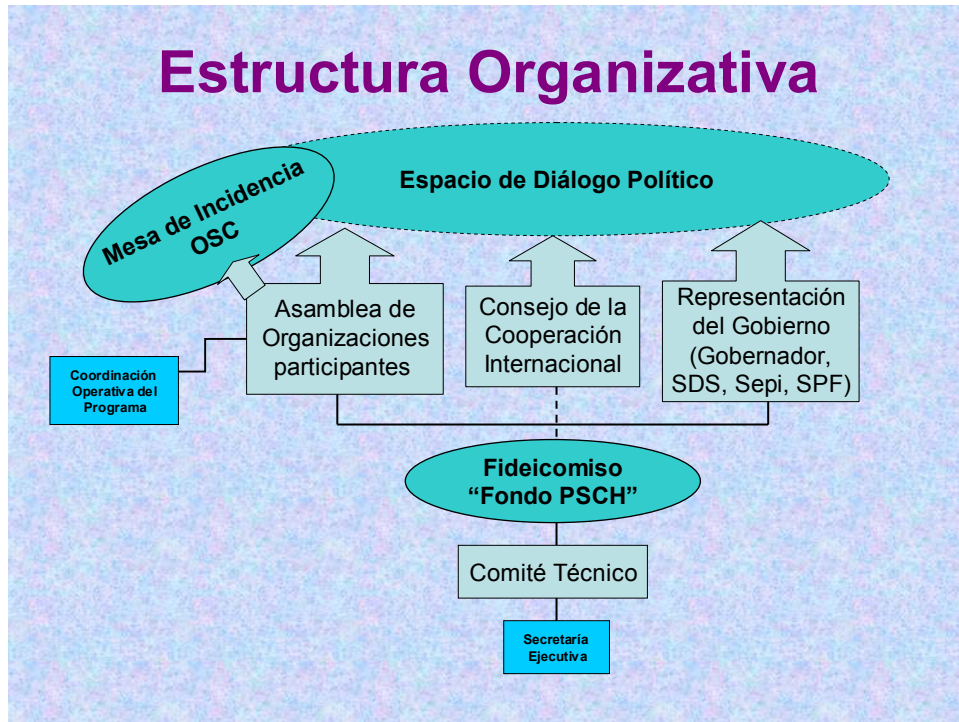 Estructura Organizativa
Mesa de Incidencia
OSC
Espacio de Diálogo Político
Asamblea de
Organizaciones
participantes
Consejo de la
Cooperación
Internacional
Representación
del Gobierno
(Gobernador,
SDS, Sepi, SPF)
Coordinación
Operativa del
Programa
Fideicomiso
“Fondo PSCH”
Comité Técnico
Secretaría
Ejecutiva